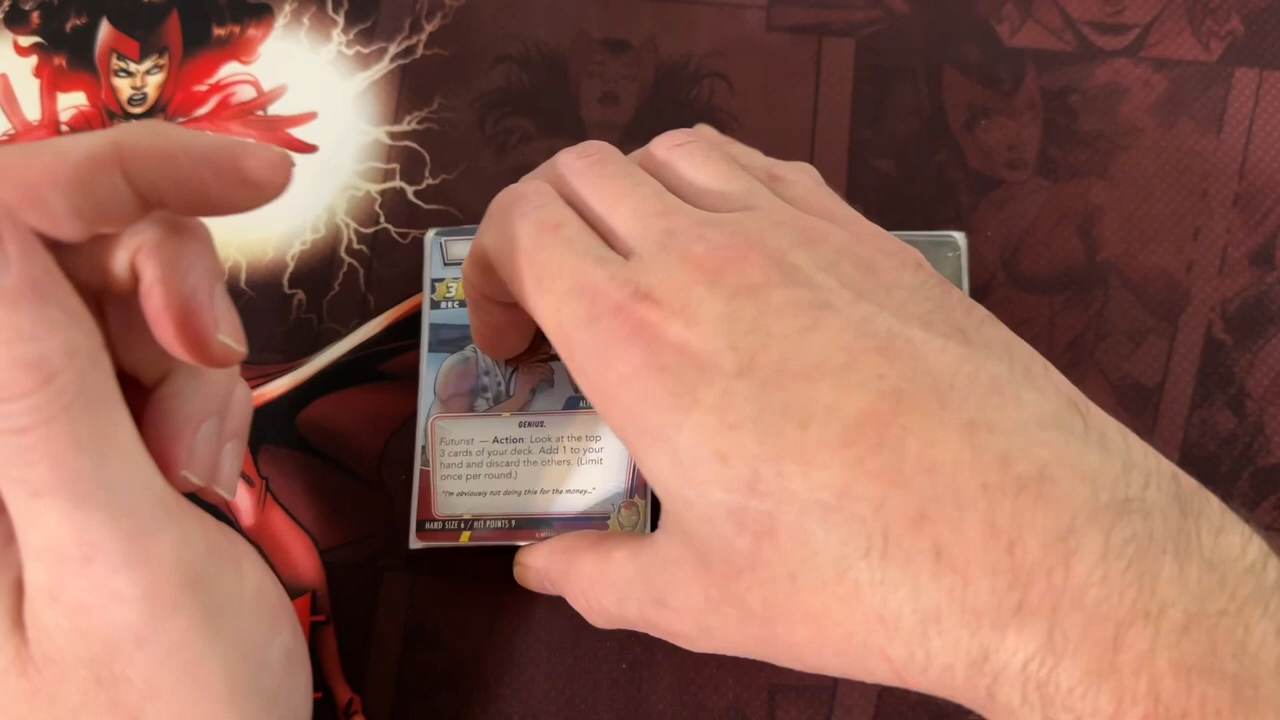 3
REC
GENIUS.
Futurist. — Action: Look at the top
3 cards of your deck. Add 1 to your
hand and discard the others. (Limit
once per round.)
"I'm obviously not doing this for the money..."
HAND SIZE 6 / HIT POINTS 9